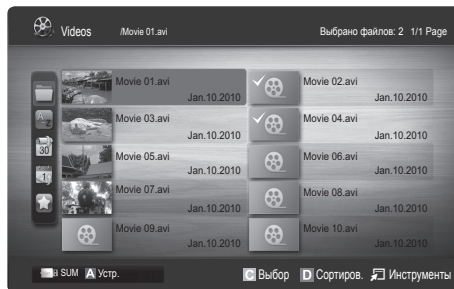 Videos /Movie 01.avi Выбрано файлов: 2 1/1 Page
Movie 01.avi Movie 02.avi
Jan.10.2010 Jan.10.2010
Movie 03.avi Movie 04.avi
Jan.10.2010 Jan.10.2010
Movie 05.avi Movie 06.avi
Jan.10.2010 Jan.10.2010
Movie 07.avi Movie 08.avi
Jan.10.2010 Jan.10.2010
Movie 09.avi Movie 10.avi
Jan.10.2010 Jan.10.2010
SUM A Устр. C Выбор D Сортиров. Инструменты